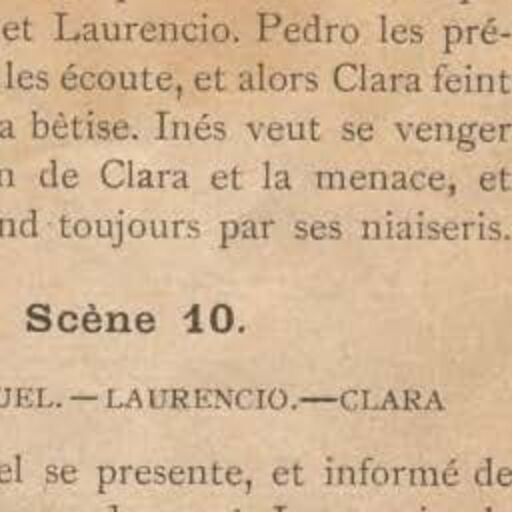 et Laurencio. Pedro les pré-
les écoute, et alors Clara feint
a bètise. Inés veut se venger
n de Clara et la menace, et
nd toujours par ses niaiseris.
Scène 10.
UEL.—LAURENCIO.—CLARA
el se presente, et informé de